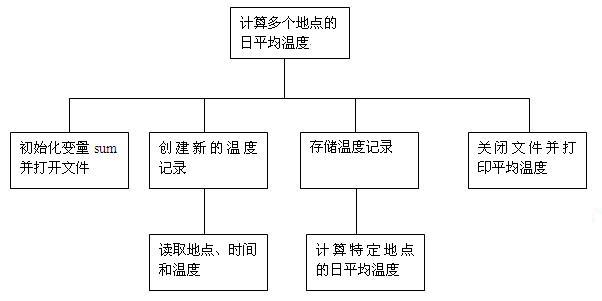 计算多个地点的
日平均温度
初始化变量 sum
并打开文件
创建新的温度
记录
存储温度记录
关闭文件并打
印平均温度
读取地点、时间
和温度
计算特定地点
的日平均温度